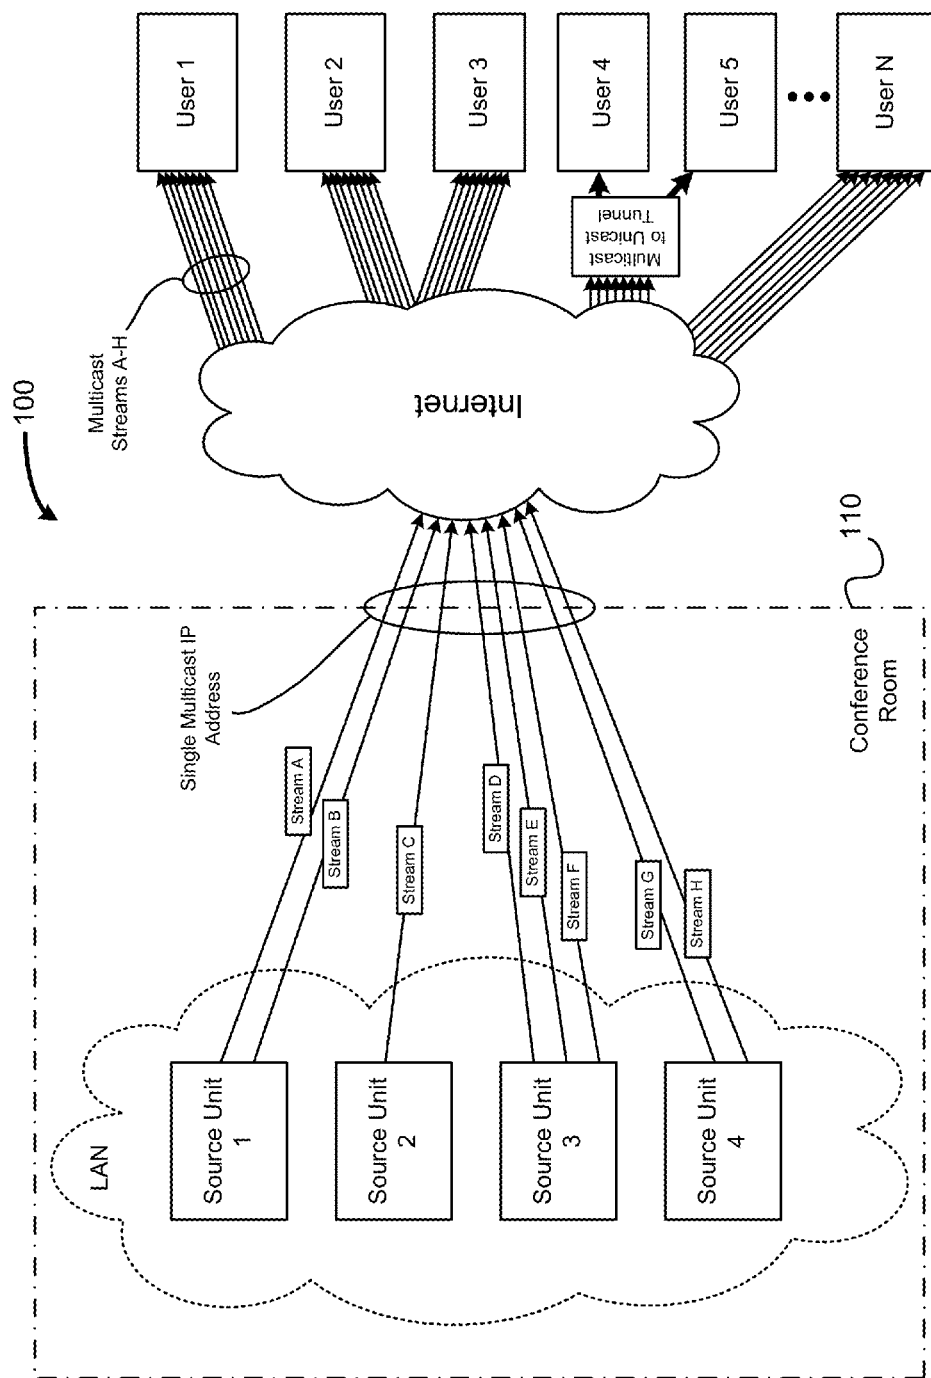 100
Multicast
Streams A-H
User 1
User 2
User 3
User 4
User 5
User N
Multicast
to Unicast
Tunnel
Internet
110
Single Multicast IP
Address
Conference
Room
Stream A
Stream B
Stream C
Stream D
Stream E
Stream F
Stream G
Stream H
LAN
Source Unit
1
Source Unit
2
Source Unit
3
Source Unit
4